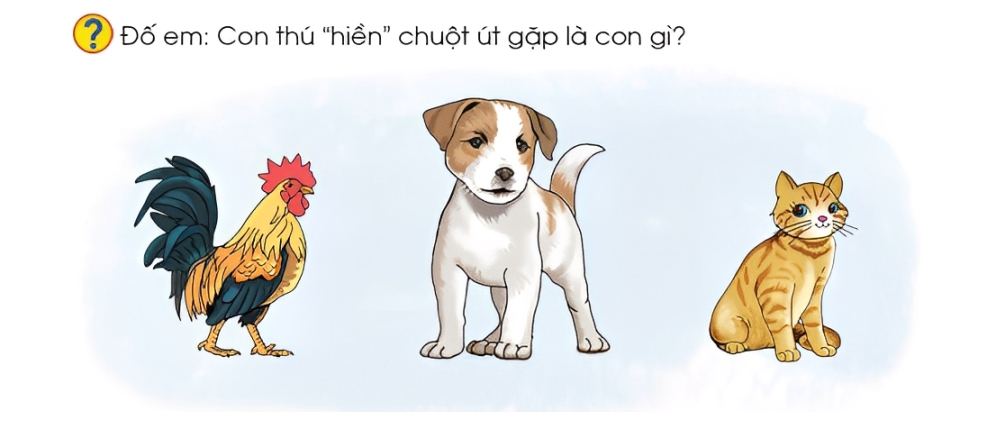 ? Đố em: Con thú “hiền” chuột út gặp là con gì?